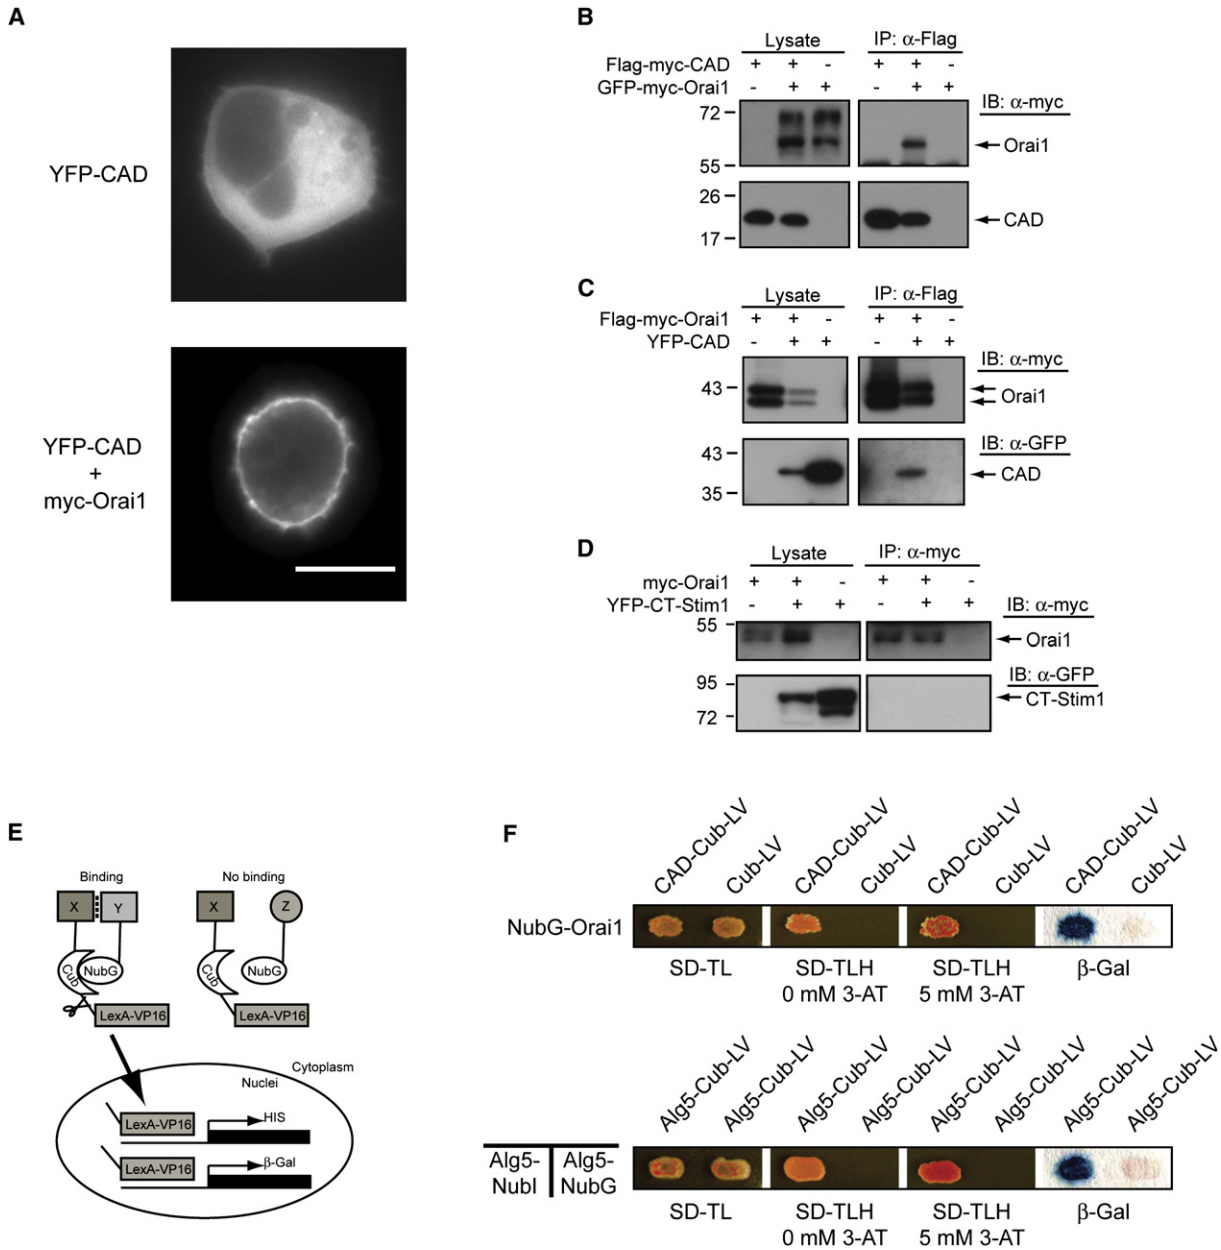 A
YFP-CAD
YFP-CAD
+
myc-Orai1
B
Lysate IP: α-Flag
Flag-myc-CAD + + - + + -
GFP-myc-Orai1 - + + - + +
IB: α-myc
72
Orai1
55
26
CAD
17
C
Lysate IP: α-Flag
Flag-myc-Orai1 + + - + + -
YFP-CAD - + + - + +
IB: α-myc
43
Orai1
IB: α-GFP
43
CAD
35
D
Lysate IP: α-myc
myc-Orai1 + + - + + -
YFP-CT-Stim1 - + + - + +
IB: α-myc
55
Orai1
IB: α-GFP
95
CT-Stim1
72
E
Binding No binding
X Y X Z
Cub NubG Cub NubG
LexA-VP16 LexA-VP16
Cytoplasm
Nuclei
LexA-VP16 HIS
LexA-VP16 β-Gal
F
CAD-Cub-LV Cub-LV CAD-Cub-LV Cub-LV CAD-Cub-LV Cub-LV CAD-Cub-LV Cub-LV
NubG-Orai1
SD-TL SD-TLH SD-TLH β-Gal
0 mM 3-AT 5 mM 3-AT
Alg5-Cub-LV Alg5-Cub-LV Alg5-Cub-LV Alg5-Cub-LV Alg5-Cub-LV Alg5-Cub-LV Alg5-Cub-LV Alg5-Cub-LV
Alg5- Alg5-
NubI NubG
SD-TL SD-TLH SD-TLH β-Gal
0 mM 3-AT 5 mM 3-AT